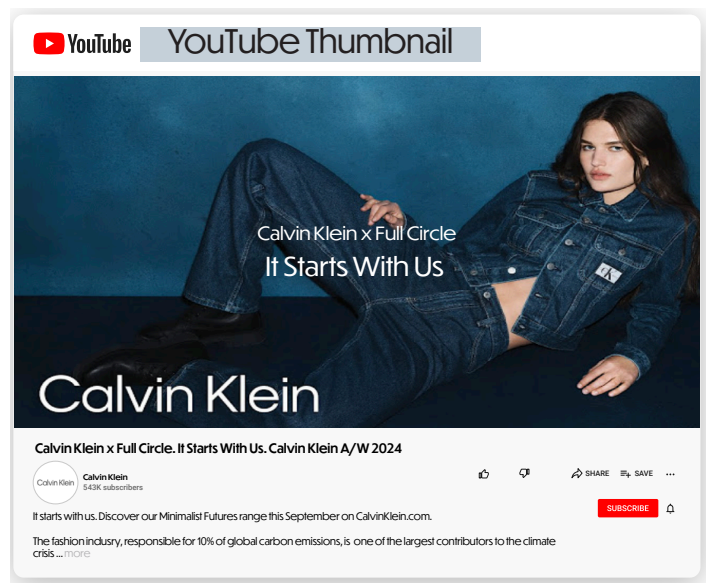 YouTube YouTube Thumbnail
Calvin Klein x Full Circle
It Starts With Us
CK
Calvin Klein
Calvin Klein x Full Circle. It Starts With Us. Calvin Klein A/W 2024
Calvin Klein
Calvin Klein
543K subscribers
SHARE
SAVE
SUBSCRIBE
It starts with us. Discover our Minimalist Futures range this September on CalvinKlein.com.
The fashion indusry, responsible for 10% of global carbon emissions, is one of the largest contributors to the climate
crisis ... more